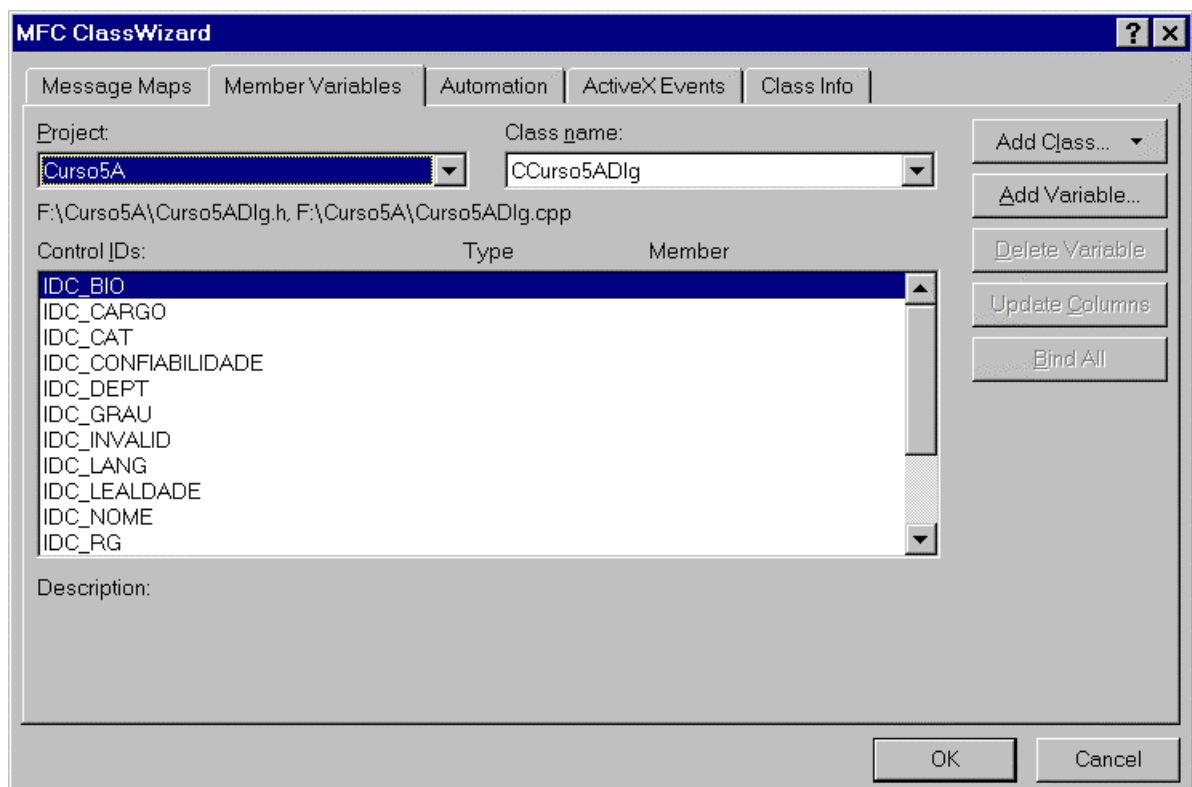 MFC ClassWizard
Message Maps Member Variables Automation ActiveX Events Class Info
Project: Class name:
Curso5A CCurso5ADlg
F:\Curso5A\Curso5ADlg.h, F:\Curso5A\Curso5ADlg.cpp
Control IDs: Type Member
IDC_BIO
IDC_CARGO
IDC_CAT
IDC_CONFIABILIDADE
IDC_DEPT
IDC_GRAU
IDC_INVALID
IDC_LANG
IDC_LEALDADE
IDC_NOME
IDC_RG
Description:
Add Class...
Add Variable...
Delete Variable
Update Columns
Bind All
OK Cancel